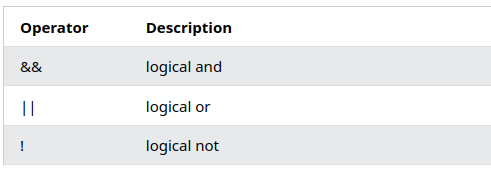 Operator Description
&& logical and
|| logical or
! logical not